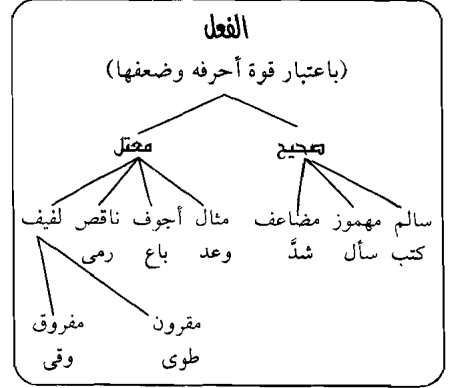 الفعل
(باعتبار قوة أحرفه وضعفها)
صحيح معتل
سالم مهموز مضاعف مثال أجوف ناقص لفيف
كتب سأل شدَّ وعد باع رمى
مقرون مفروق
طوى وقى